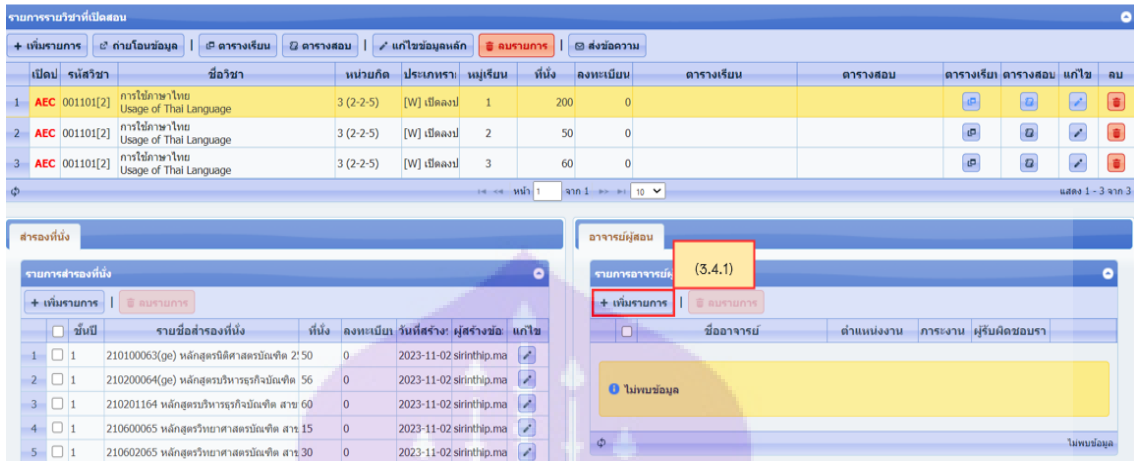 รายการรายวิชาที่เปิดสอน
+ เพิ่มรายการ ถ่ายโอนข้อมูล | ตารางเรียน ตารางสอบ | แก้ไขข้อมูลหลัก ลบรายการ | ส่งข้อความ
เปิดป รหัสวิชา ชื่อวิชา หน่วยกิต ประเภทรา หมู่เรียน ที่นั่ง ลงทะเบียน ตารางเรียน ตารางสอบ ตารางเรีย ตารางสอบ แก้ไข ลบ
1 AEC 001101[2] การใช้ภาษาไทย 3 (2-2-5) [W] เปิดลงป 1 200 0
Usage of Thai Language
2 AEC 001101[2] การใช้ภาษาไทย 3 (2-2-5) [W] เปิดลงป 2 50 0
Usage of Thai Language
3 AEC 001101[2] การใช้ภาษาไทย 3 (2-2-5) [W] เปิดลงป 3 60 0
Usage of Thai Language
หน้า 1 จาก 1 10 แสดง 1 - 3 จาก 3
สำรองที่นั่ง
รายการสำรองที่นั่ง
+ เพิ่มรายการ | ลบรายการ
ชั้นปี รายชื่อสำรองที่นั่ง ที่นั่ง ลงทะเบีย วันที่สร้าง ผู้สร้างข้อ แก้ไข
1 1 210100063(ge) หลักสูตรนิติศาสตรบัณฑิต 2 50 0 2023-11-02 sirinthip.ma
2 1 210200064(ge) หลักสูตรบริหารธุรกิจบัณฑิต 56 0 2023-11-02 sirinthip.ma
3 1 210201164 หลักสูตรบริหารธุรกิจบัณฑิต สาข 60 0 2023-11-02 sirinthip.ma
4 1 210600065 หลักสูตรวิทยาศาสตรบัณฑิต สาข 15 0 2023-11-02 sirinthip.ma
5 1 210602065 หลักสูตรวิทยาศาสตรบัณฑิต สาข 30 0 2023-11-02 sirinthip.ma
อาจารย์ผู้สอน
รายการอาจารย์ผู้
(3.4.1)
+ เพิ่มรายการ | ลบรายการ
ชื่ออาจารย์ ตำแหน่งงาน ภาระงาน ผู้รับผิดชอบรา
ไม่พบข้อมูล
ไม่พบข้อมูล